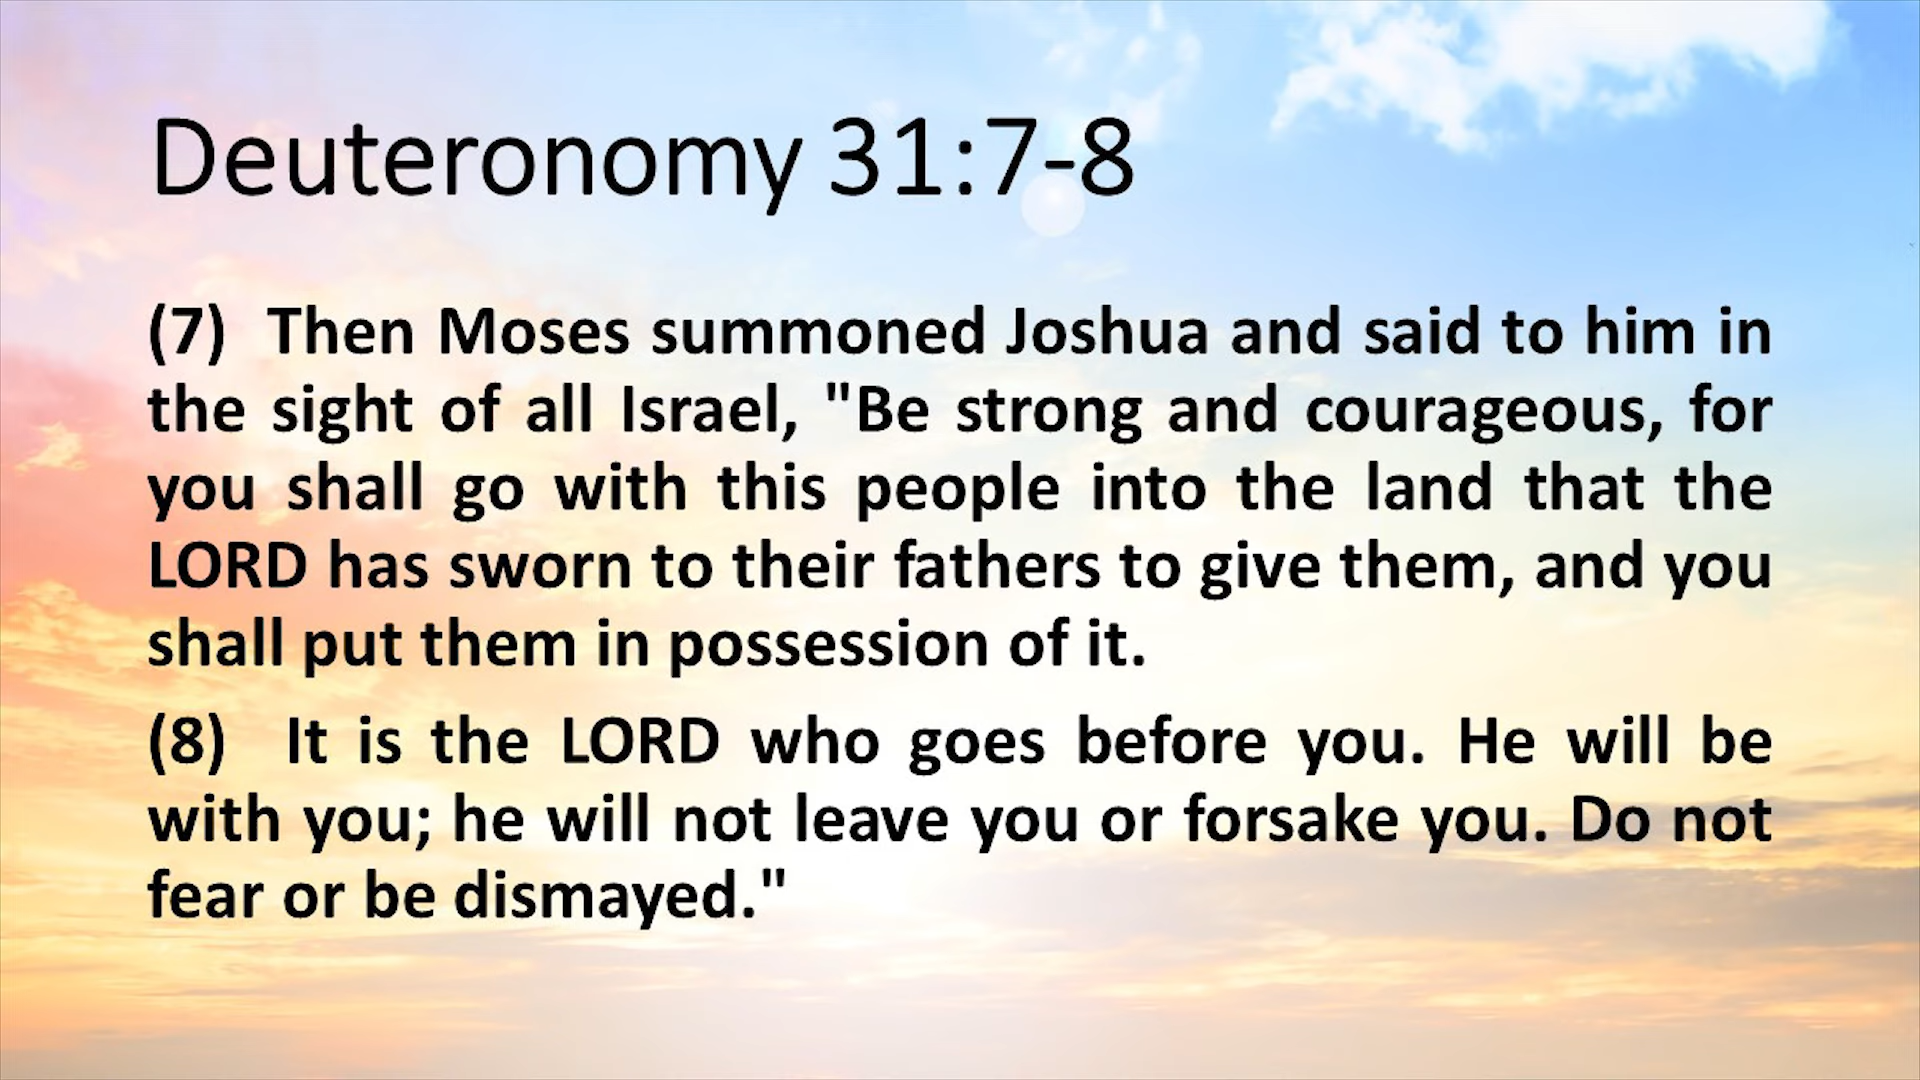 Deuteronomy 31:7-8
(7) Then Moses summoned Joshua and said to him in
the sight of all Israel, "Be strong and courageous, for
you shall go with this people into the land that the
LORD has sworn to their fathers to give them, and you
shall put them in possession of it.
(8) It is the LORD who goes before you. He will be
with you; he will not leave you or forsake you. Do not
fear or be dismayed."